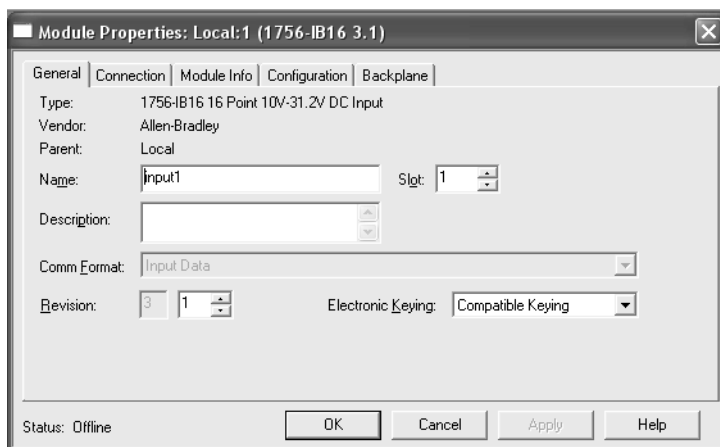 Module Properties: Local:1 (1756-IB16 3.1)
General Connection Module Info Configuration Backplane
Type: 1756-IB16 16 Point 10V-31.2V DC Input
Vendor: Allen-Bradley
Parent: Local
Name: input1 Slot: 1
Description:
Comm Format: Input Data
Revision: 3 1 Electronic Keying: Compatible Keying
Status: Offline OK Cancel Apply Help